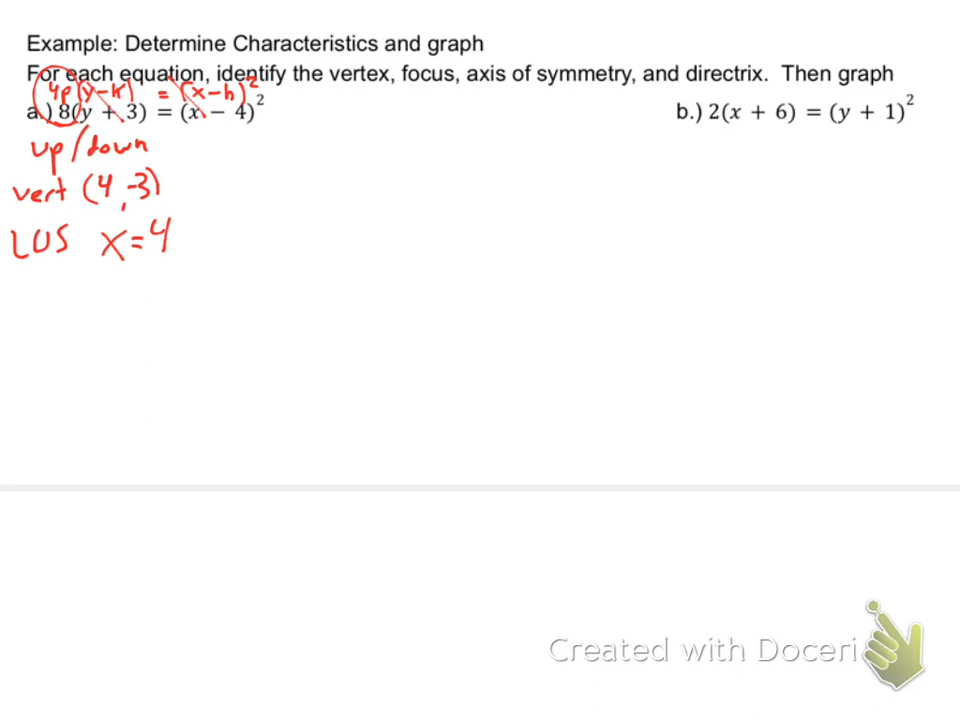 Example: Determine Characteristics and graph
For each equation, identify the vertex, focus, axis of symmetry, and directrix.  Then graph
4p(y-k) = (x-h)²
a.) 8(y + 3) = (x − 4)²
b.) 2(x + 6) = (y + 1)²
up/down
vert (4,-3)
LOS x=4
Created with Doceri